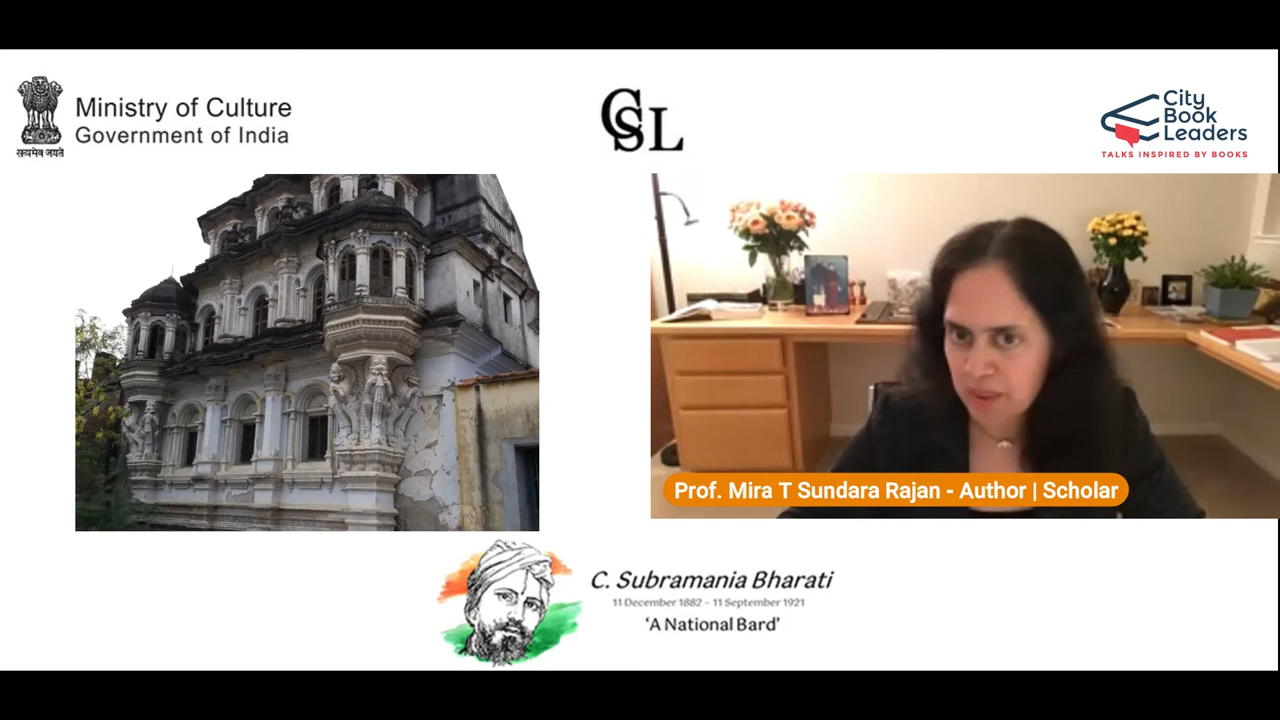 Ministry of Culture
Government of India
सत्यमेव जयते
CSL
City
Book
Leaders
TALKS INSPIRED BY BOOKS
Prof. Mira T Sundara Rajan - Author | Scholar
C. Subramania Bharati
11 December 1882 - 11 September 1921
‘A National Bard’